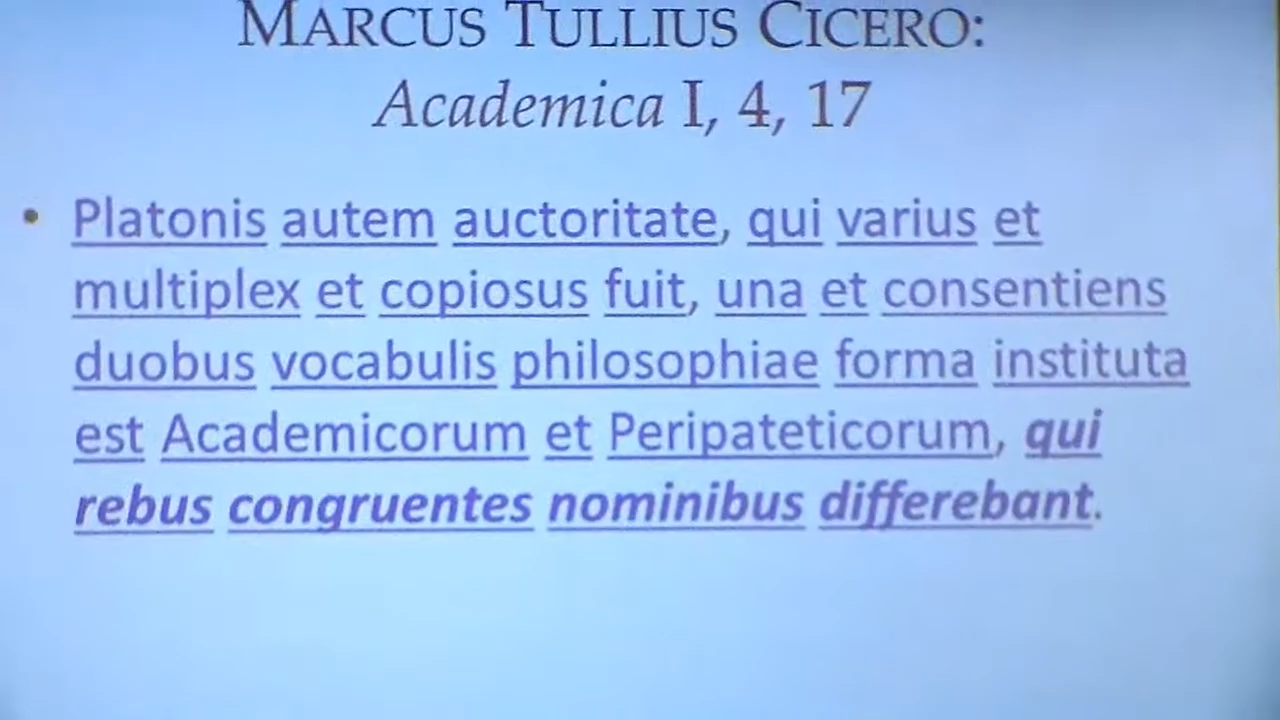 MARCUS TULLIUS CICERO:
Academica I, 4, 17
• Platonis autem auctoritate, qui varius et
multiplex et copiosus fuit, una et consentiens
duobus vocabulis philosophiae forma instituta
est Academicorum et Peripateticorum, qui
rebus congruentes nominibus differebant.